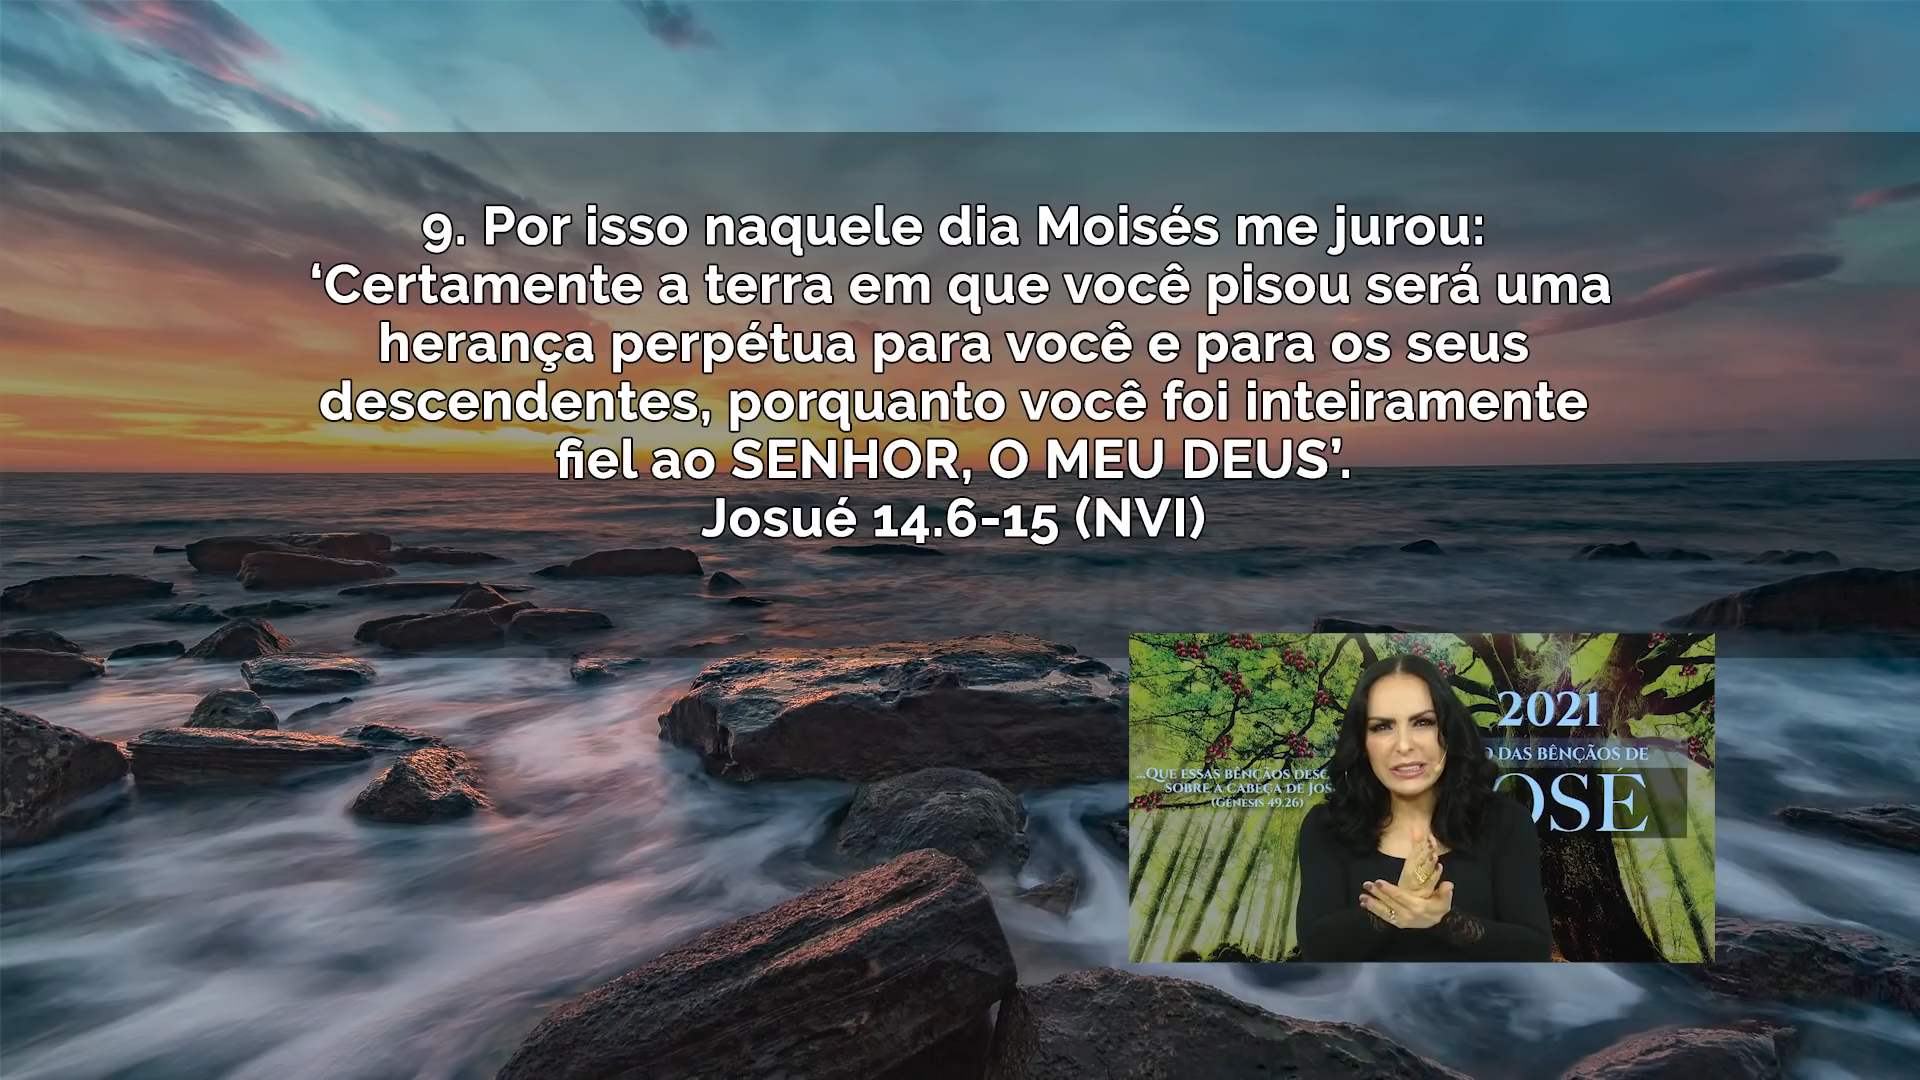 9. Por isso naquele dia Moisés me jurou:
‘Certamente a terra em que você pisou será uma
herança perpétua para você e para os seus
descendentes, porquanto você foi inteiramente
fiel ao SENHOR, O MEU DEUS’.
Josué 14.6-15 (NVI)
2021
O DAS BÊNÇÃOS DE
OSÉ
...QUE ESSAS BÊNÇÃOS DESC
SOBRE A CABEÇA DE JOS
(GÊNESIS 49.26)